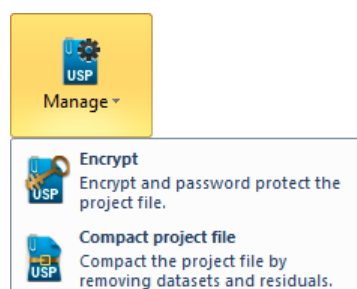 USP
Manage
Encrypt
Encrypt and password protect the
project file.
USP
Compact project file
Compact the project file by
removing datasets and residuals.
USP